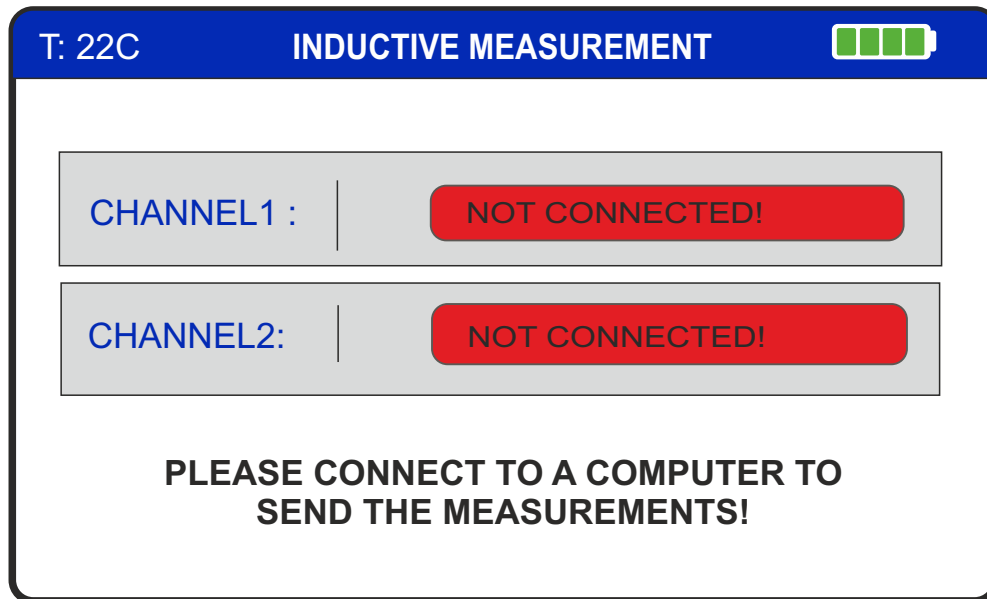 T: 22C INDUCTIVE MEASUREMENT
CHANNEL1 : NOT CONNECTED!
CHANNEL2: NOT CONNECTED!
PLEASE CONNECT TO A COMPUTER TO
SEND THE MEASUREMENTS!